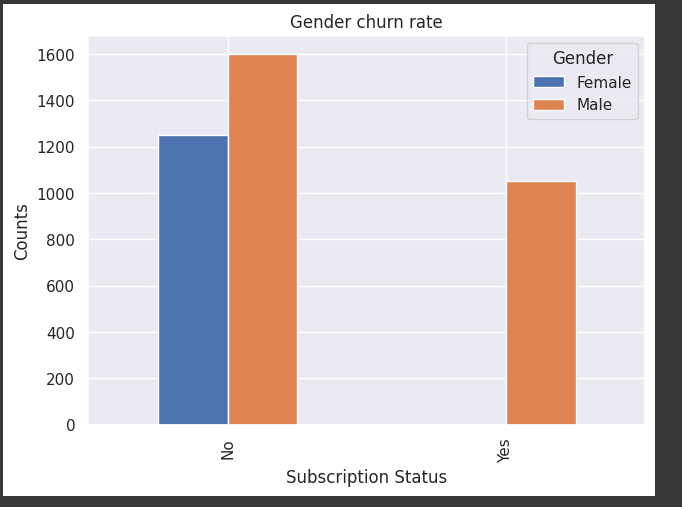 Gender churn rate
Gender
Female
Male
1600
1400
1200
1000
800
600
400
200
0
Counts
No
Yes
Subscription Status